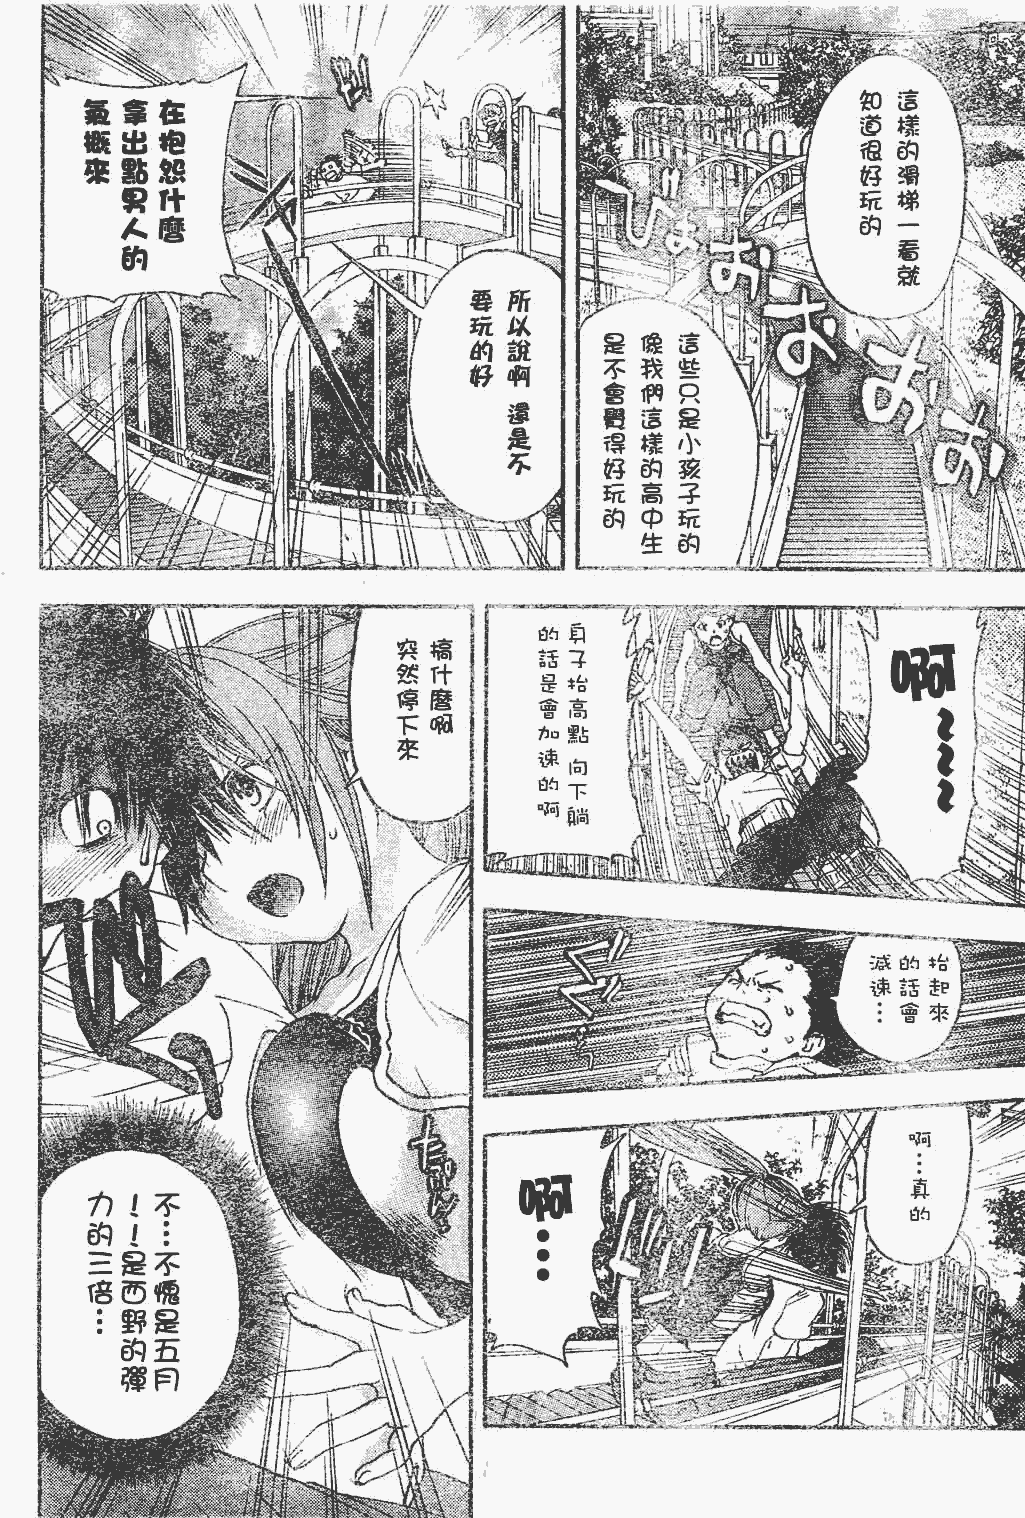 這樣的滑梯一看就
知道很好玩的
びよおおおおお
這些只是小孩子玩的
像我們這樣的高中生
是不會覺得好玩的
所以說啊 還是不
要玩的好
在抱怨什麼
拿出點男人的
氣概來
啊~~~
身子抬高點 向下躺
的話是會加速的啊
抬起來
的話會
減速…
啊…真的
啊…
搞什麼啊
突然停下來
たぷん
不…不愧是五月
！！是西野的彈
力的三倍…